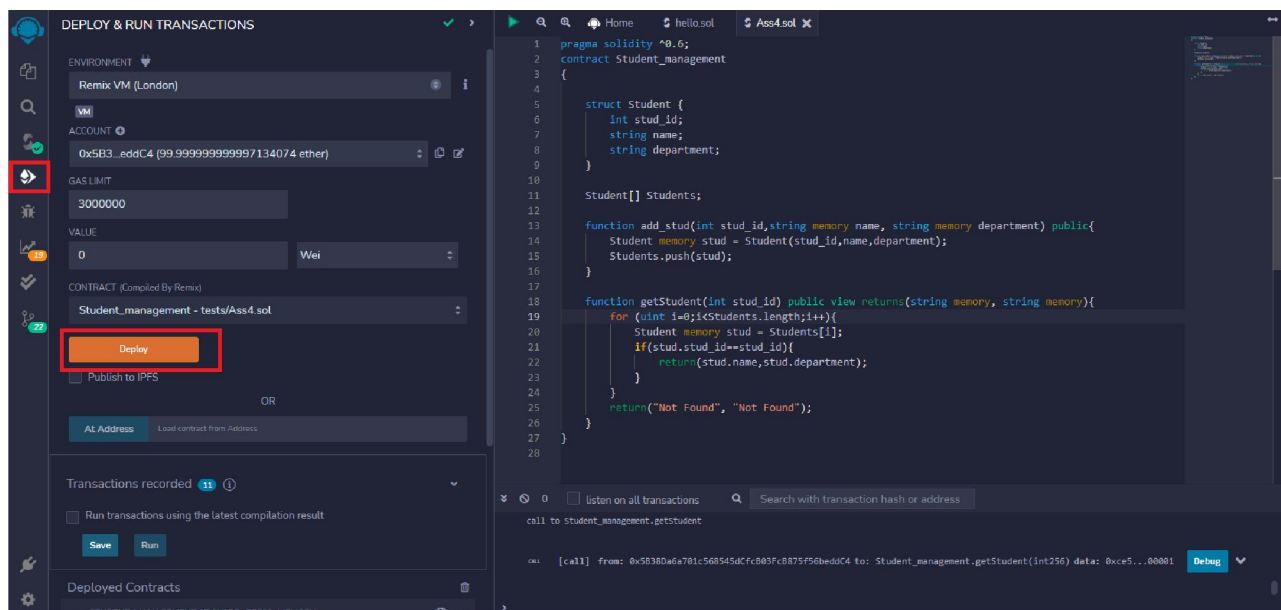 DEPLOY & RUN TRANSACTIONS
ENVIRONMENT
Remix VM (London)
VM
ACCOUNT
0x5B3...eddC4 (99.999999999997134074 ether)
GAS LIMIT
3000000
VALUE
0
Wei
CONTRACT (Compiled By Remix)
Student_management - tests/Ass4.sol
Deploy
Publish to IPFS
OR
At Address
Load contract from Address
Transactions recorded 11
Run transactions using the latest compilation result
Save
Run
Deployed Contracts
19
22
Home
hello.sol
Ass4.sol
1 pragma solidity ^0.6;
2 contract Student_management
3 {
4
5 struct Student {
6 int stud_id;
7 string name;
8 string department;
9 }
10
11 Student[] Students;
12
13 function add_stud(int stud_id,string memory name, string memory department) public{
14 Student memory stud = Student(stud_id,name,department);
15 Students.push(stud);
16 }
17
18 function getStudent(int stud_id) public view returns(string memory, string memory){
19 for (uint i=0;i<Students.length;i++){
20 Student memory stud = Students[i];
21 if(stud.stud_id==stud_id){
22 return(stud.name,stud.department);
23 }
24 }
25 return("Not Found", "Not Found");
26 }
27 }
28
0
listen on all transactions
Search with transaction hash or address
call to Student_management.getStudent
CALL
[call] from: 0x5B38Da6a701c568545dCfcB03FcB875f56beddC4 to: Student_management.getStudent(int256) data: 0xce5...00001
Debug